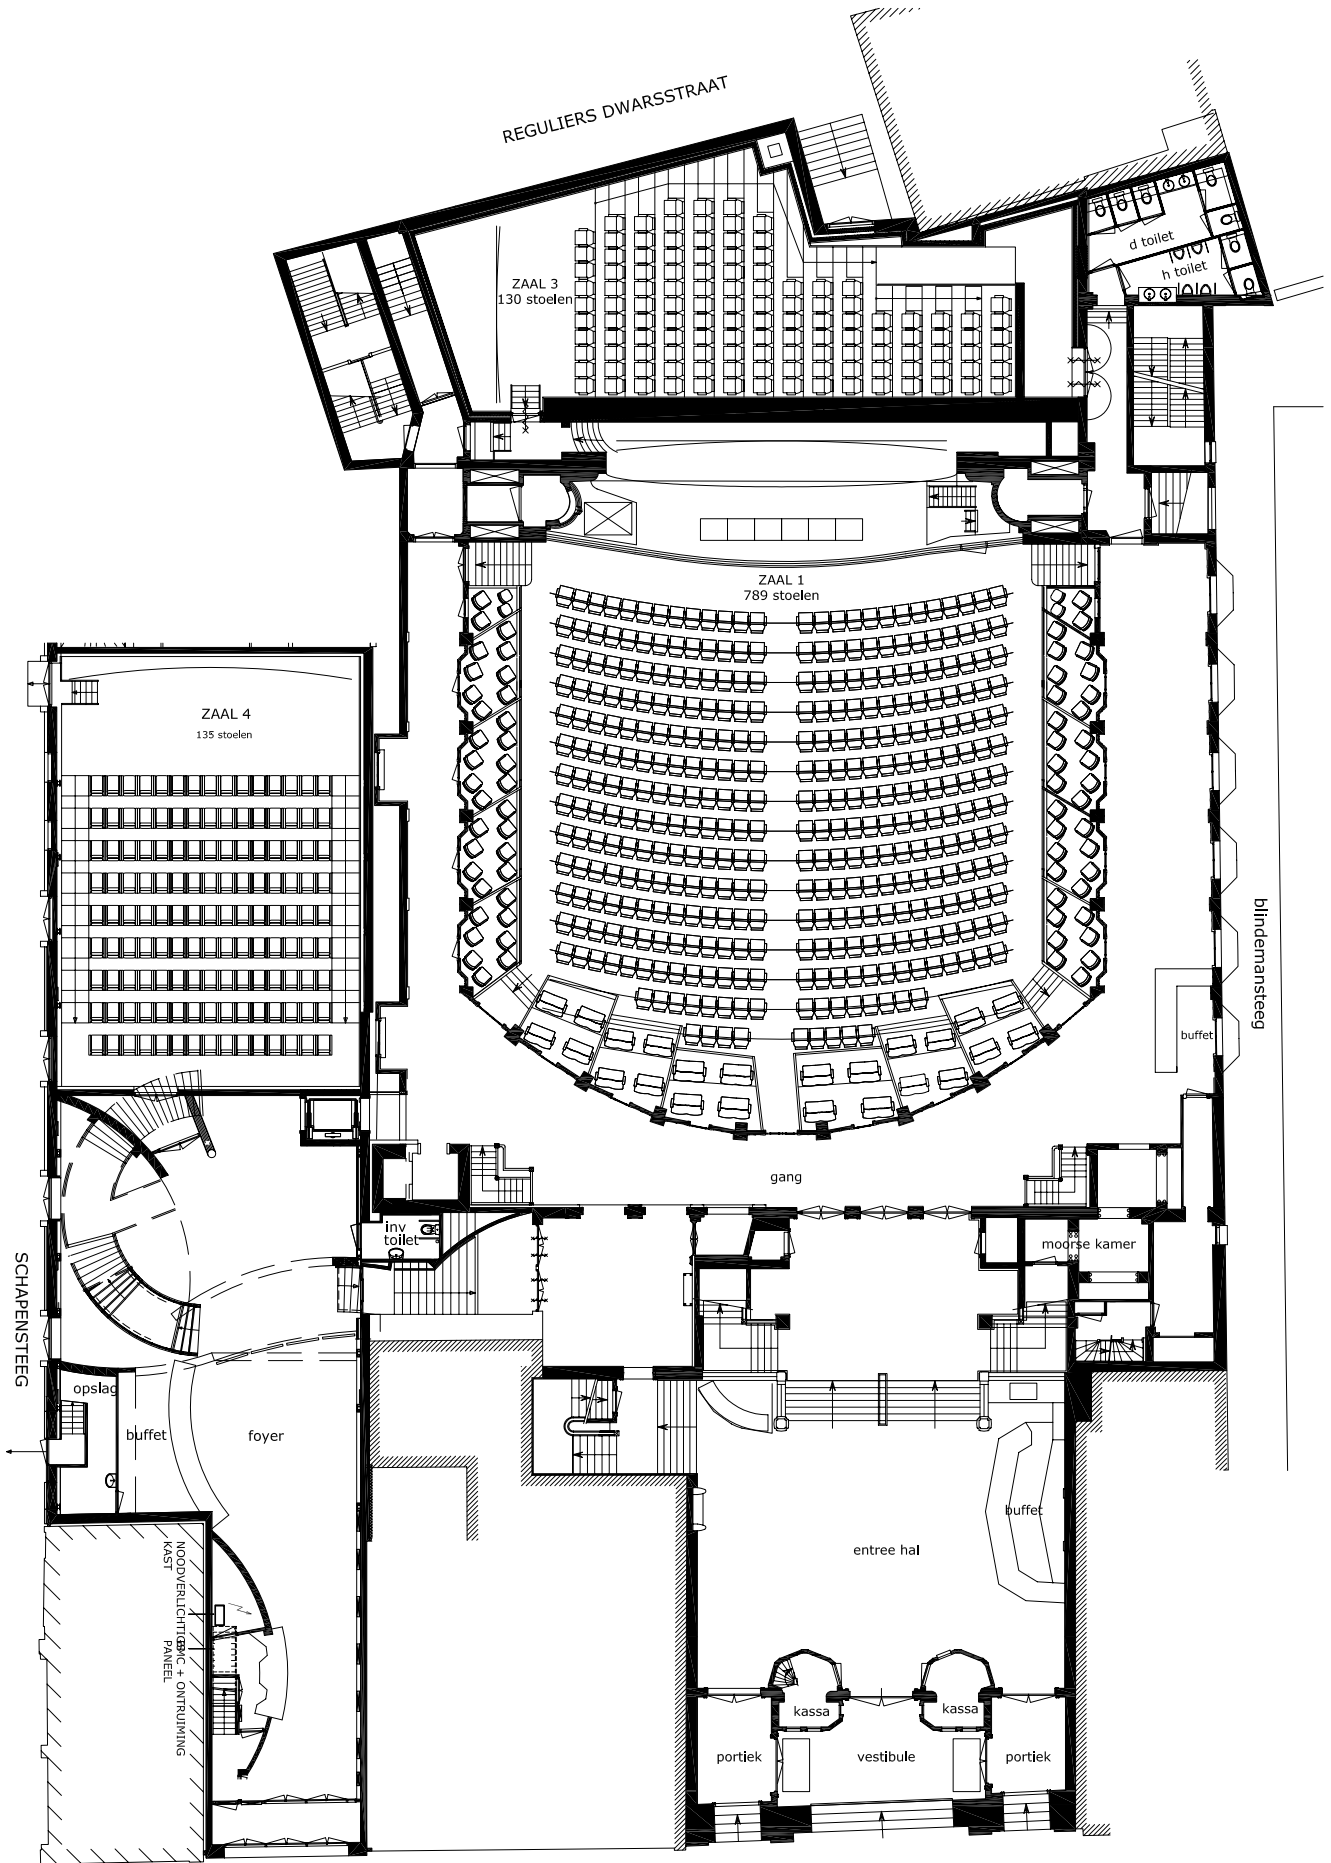 REGULIERS DWARSSTRAAT
d toilet
h toilet
ZAAL 3
130 stoelen
ZAAL 1
789 stoelen
ZAAL 4
135 stoelen
blindemansteeg
buffet
gang
inv
toilet
moorse kamer
SCHAPENSTEEG
opslag
buffet
foyer
buffet
entree hal
NOODVERLICHTING
KAST
BMC + ONTRUIMING
PANEEL
kassa
kassa
portiek
vestibule
portiek